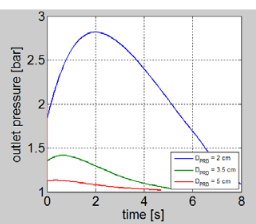 outlet pressure [bar]
3
2.5
2
1.5
1
0
2
4
6
8
time [s]
D_PRD = 2 cm
D_PRD = 3.5 cm
D_PRD = 5 cm